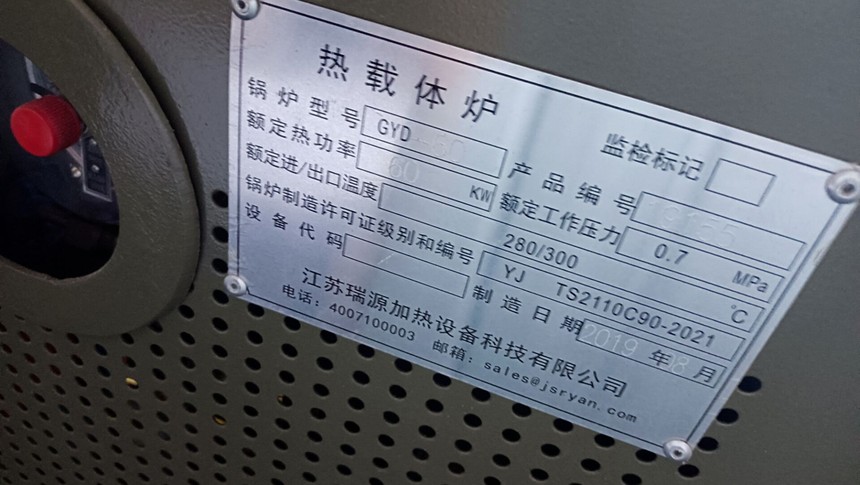 热载体炉
监检标记
锅炉型号 GYD-60 产品编号
额定热功率 60 KW 额定工作压力 0.7 MPa
额定进/出口温度 280/300 ℃
锅炉制造许可证级别和编号 YJ TS2110C90-2021
设备代码 制造日期 2019 年 08 月
江苏瑞源加热设备科技有限公司
电话：4007100003 邮箱：sales@jsryan.com